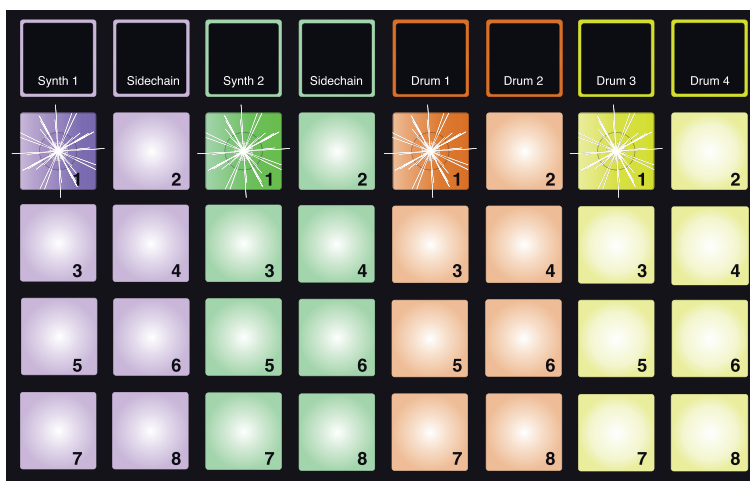 Synth 1 Sidechain Synth 2 Sidechain Drum 1 Drum 2 Drum 3 Drum 4
1 2 1 2 1 2 1 2
3 4 3 4 3 4 3 4
5 6 5 6 5 6 5 6
7 8 7 8 7 8 7 8